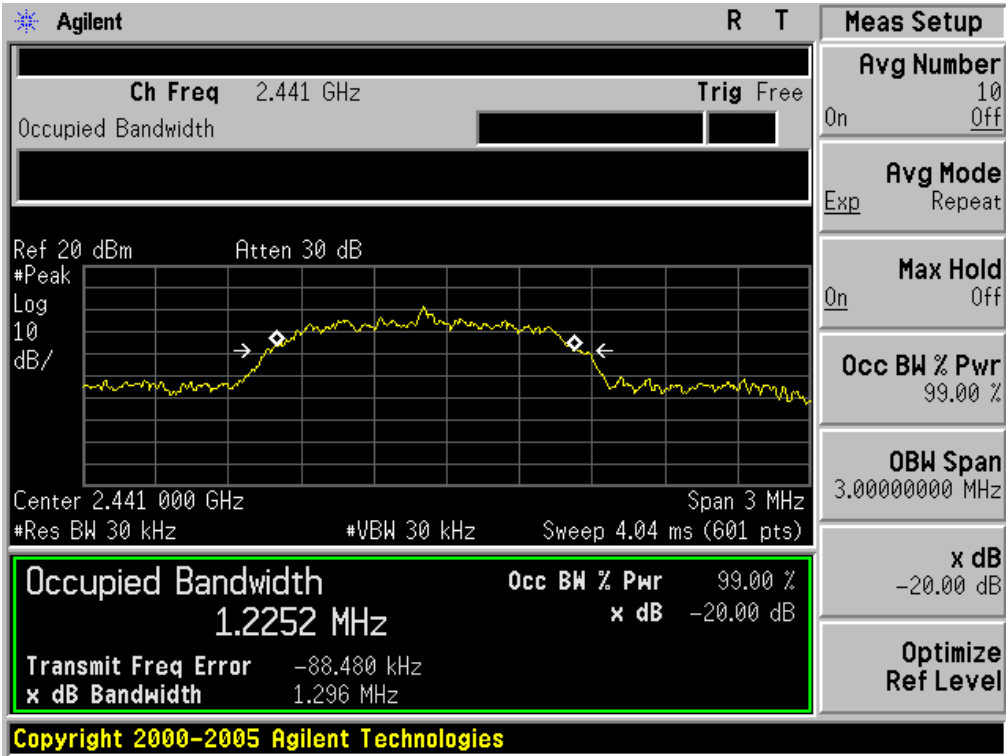 Agilent R T
Meas Setup
Ch Freq 2.441 GHz Trig Free
Occupied Bandwidth
Avg Number
10
On Off
Avg Mode
Exp Repeat
Max Hold
On Off
Occ BW % Pwr
99.00 %
OBW Span
3.00000000 MHz
x dB
-20.00 dB
Optimize
Ref Level
Ref 20 dBm Atten 30 dB
#Peak
Log
10
dB/
Center 2.441 000 GHz Span 3 MHz
#Res BW 30 kHz #VBW 30 kHz Sweep 4.04 ms (601 pts)
Occupied Bandwidth Occ BW % Pwr 99.00 %
1.2252 MHz x dB -20.00 dB
Transmit Freq Error -88.480 kHz
x dB Bandwidth 1.296 MHz
Copyright 2000-2005 Agilent Technologies